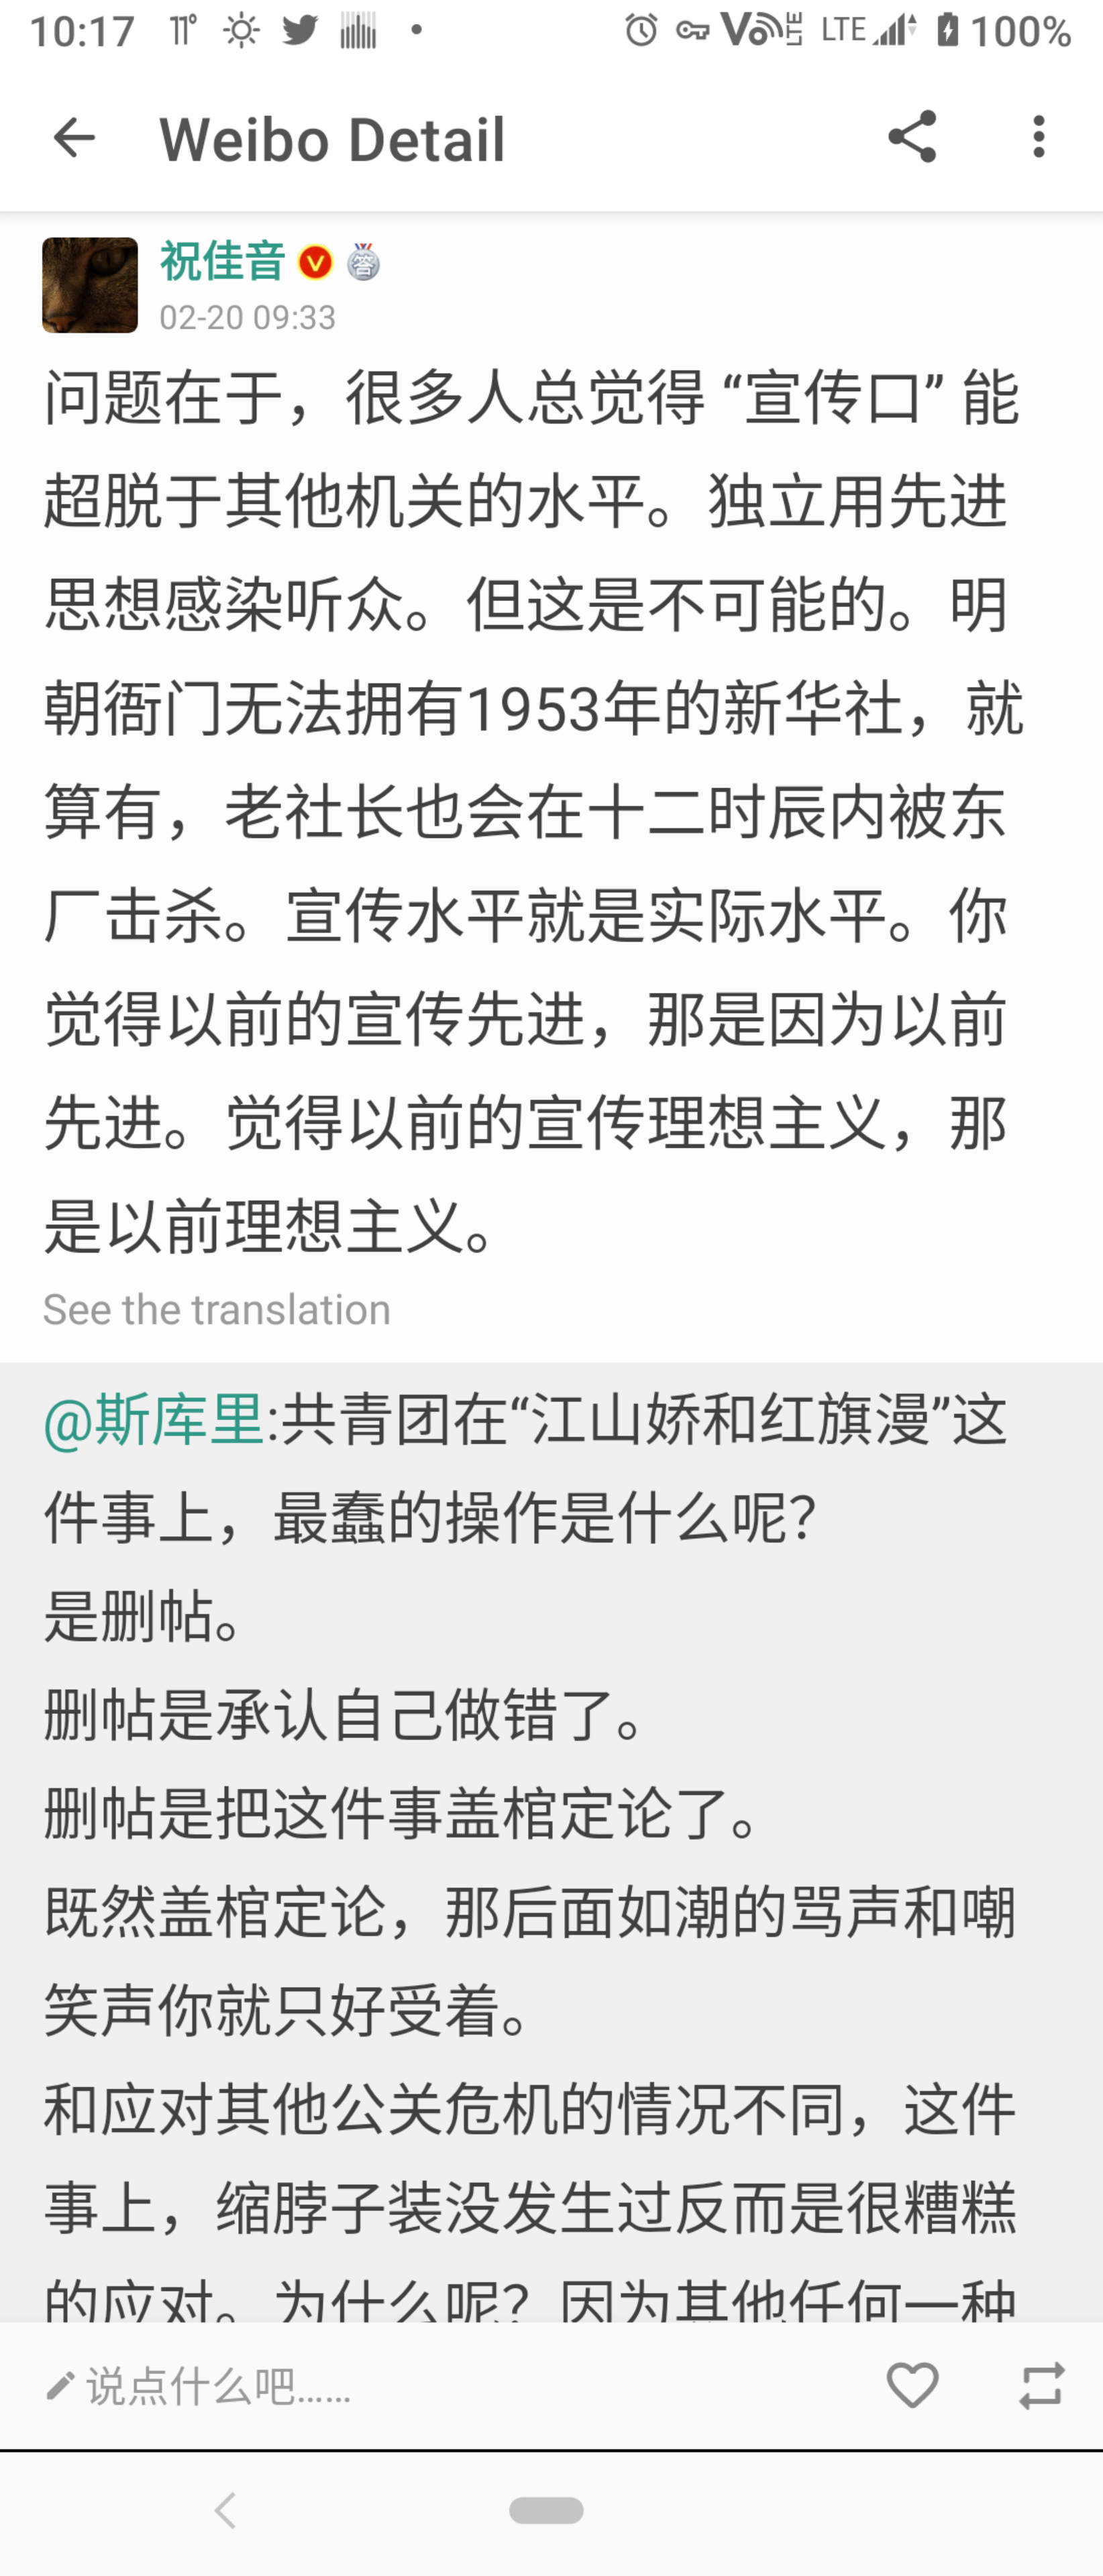 10:17 11° LTE 100%
Weibo Detail
祝佳音
02-20 09:33
问题在于，很多人总觉得 “宣传口” 能
超脱于其他机关的水平。独立用先进
思想感染听众。但这是不可能的。明
朝衙门无法拥有1953年的新华社，就
算有，老社长也会在十二时辰内被东
厂击杀。宣传水平就是实际水平。你
觉得以前的宣传先进，那是因为以前
先进。觉得以前的宣传理想主义，那
是以前理想主义。
See the translation
@斯库里:共青团在“江山娇和红旗漫”这
件事上，最蠢的操作是什么呢？
是删帖。
删帖是承认自己做错了。
删帖是把这件事盖棺定论了。
既然盖棺定论，那后面如潮的骂声和嘲
笑声你就只好受着。
和应对其他公关危机的情况不同，这件
事上，缩脖子装没发生过反而是很糟糕
的应对。为什么呢？因为其他任何一种
说点什么吧……